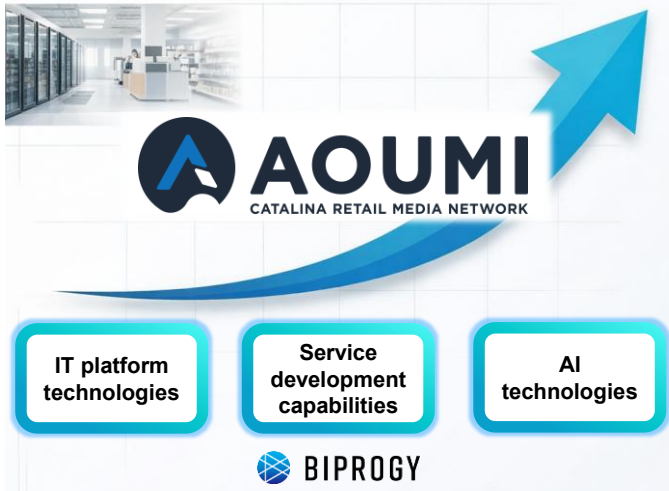 AOUMI
CATALINA RETAIL MEDIA NETWORK
IT platform
technologies
Service
development
capabilities
AI
technologies
BIPROGY